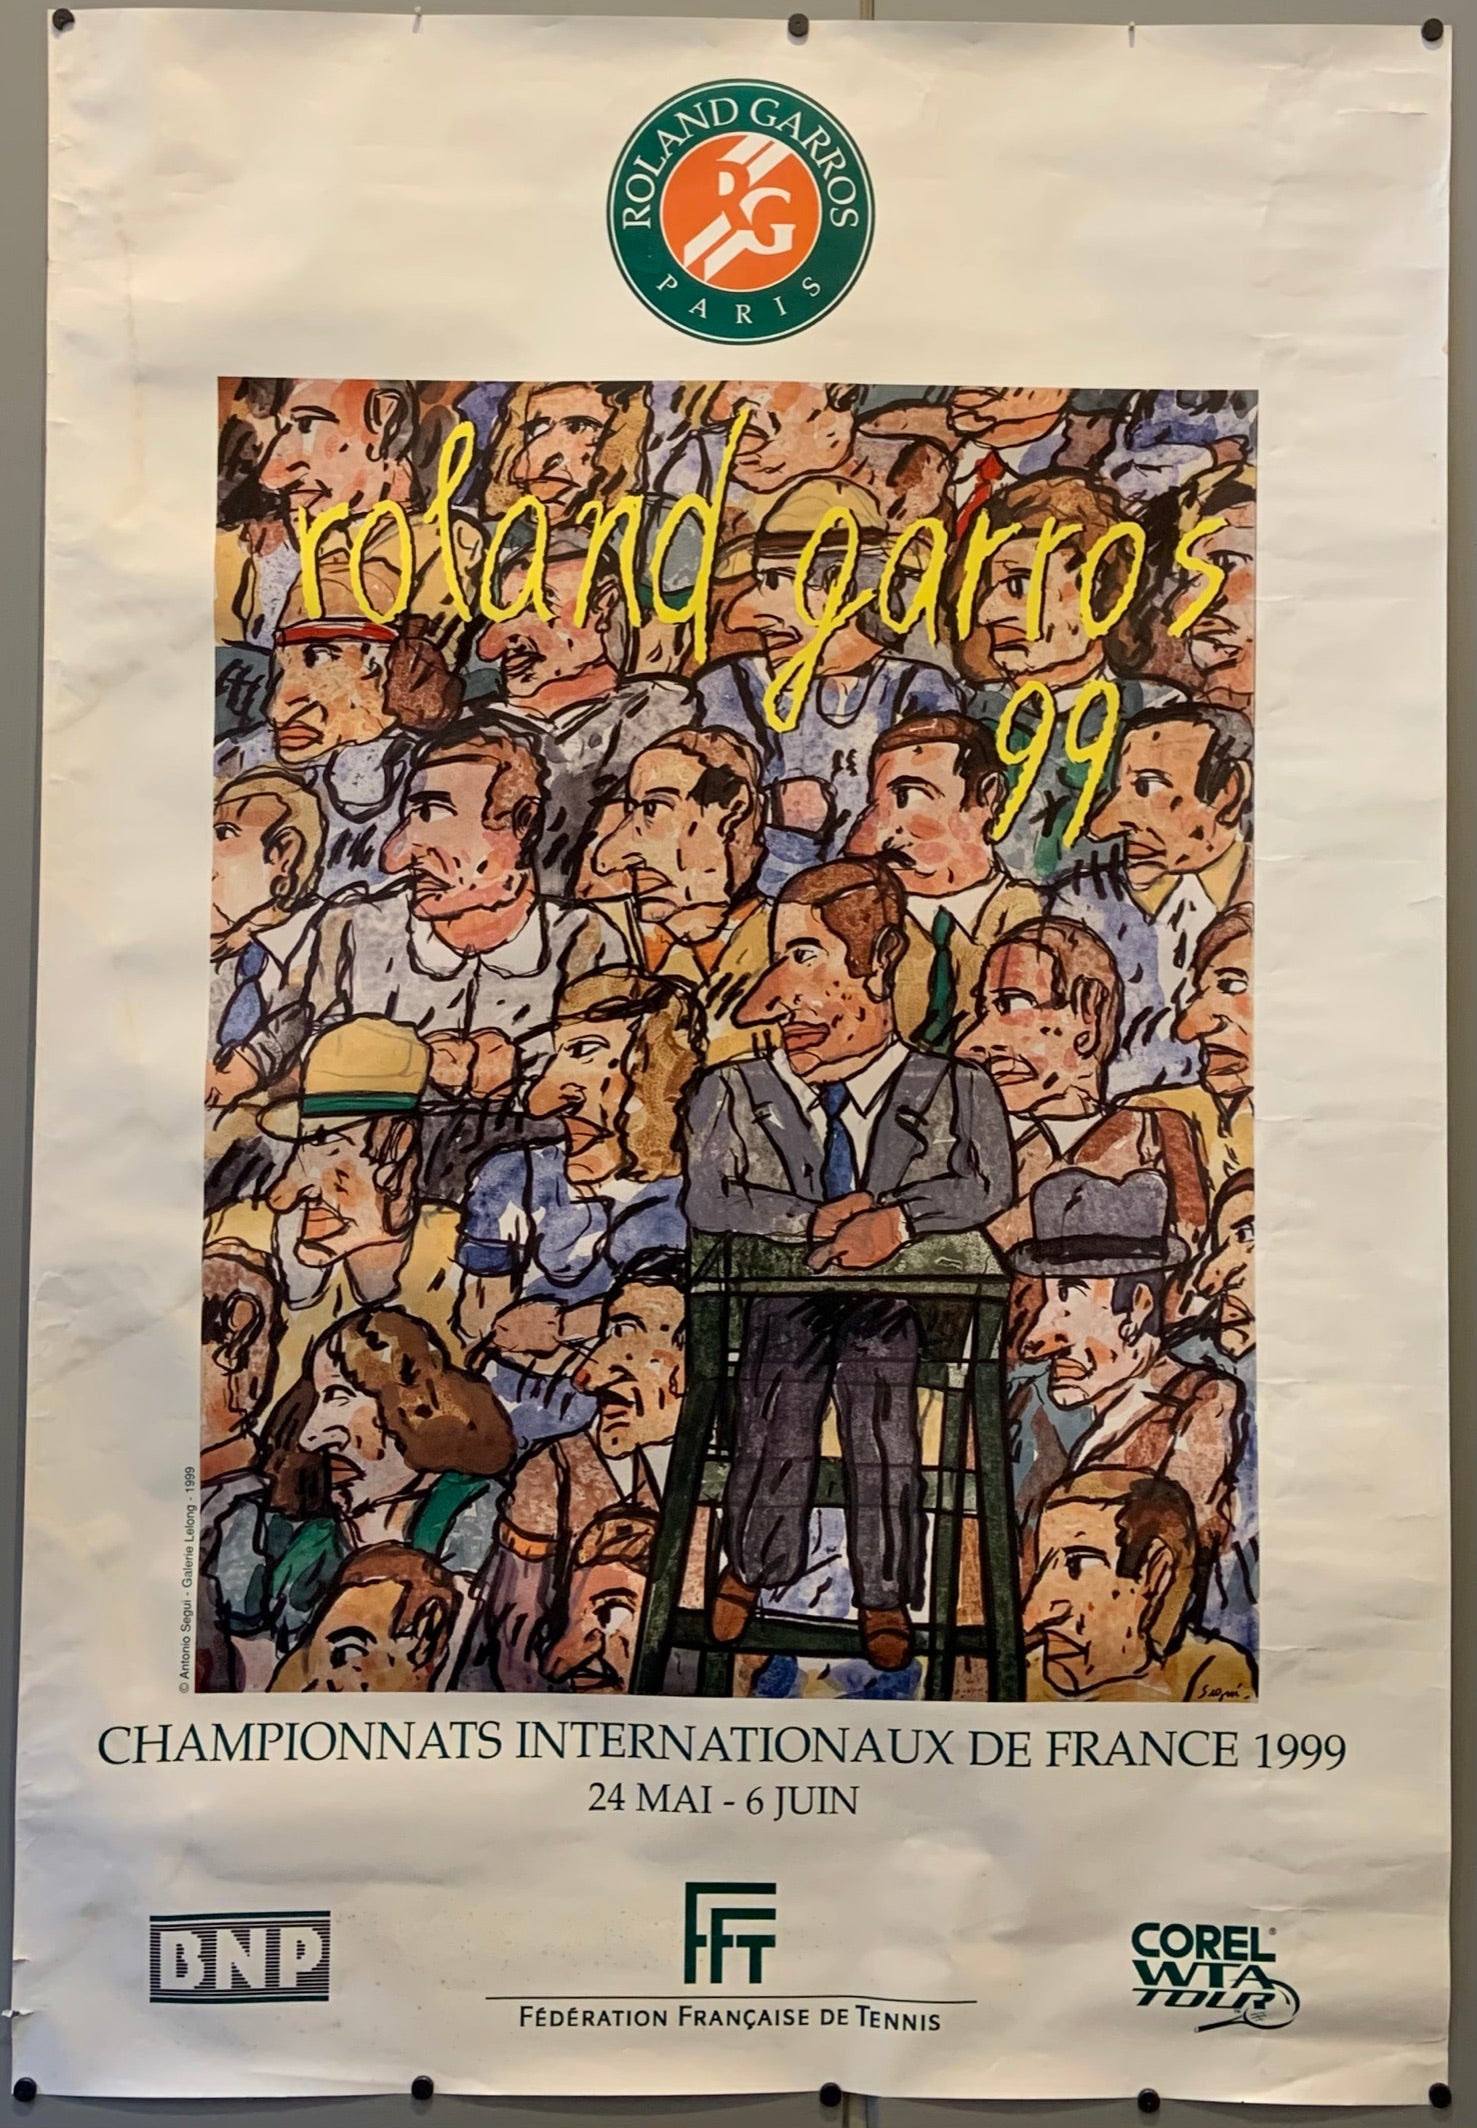 ROLAND GARROS
RG
PARIS
roland garros
99
© Antonio Segui - Galerie Lelong - 1999
Segui.
CHAMPIONNATS INTERNATIONAUX DE FRANCE 1999
24 MAI - 6 JUIN
BNP
FFT
FÉDÉRATION FRANÇAISE DE TENNIS
COREL®
WTA
TOUR